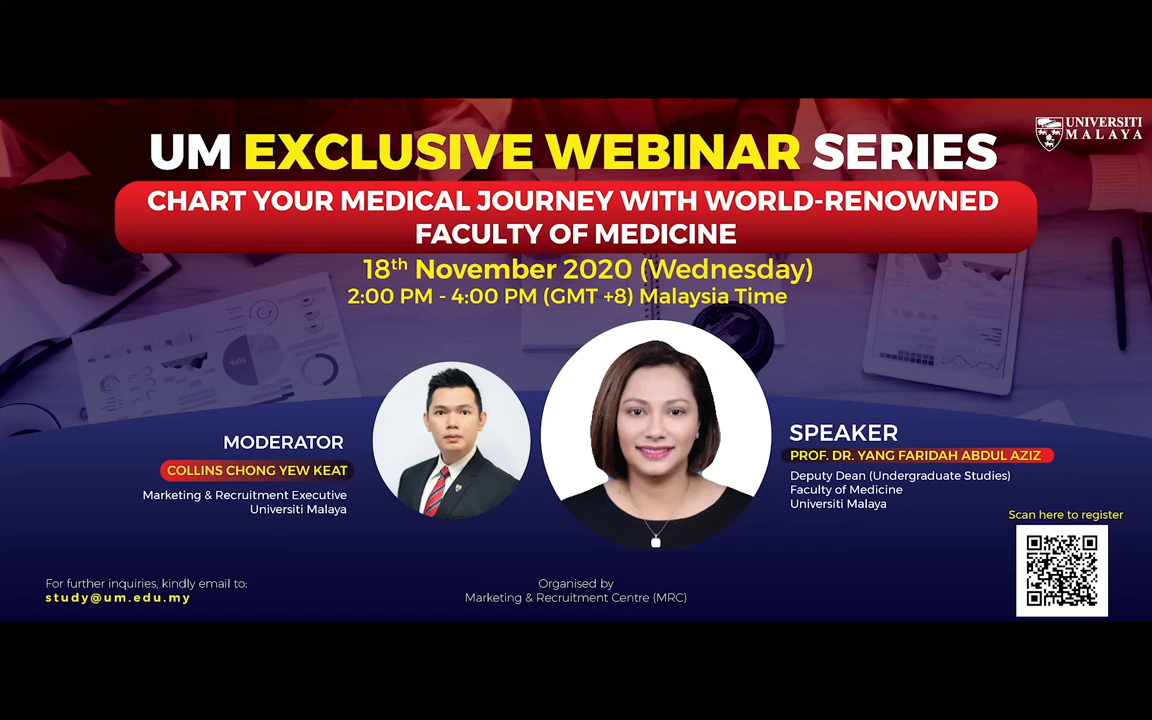 UNIVERSITI
MALAYA
UM EXCLUSIVE WEBINAR SERIES
CHART YOUR MEDICAL JOURNEY WITH WORLD-RENOWNED
FACULTY OF MEDICINE
18th November 2020 (Wednesday)
2:00 PM - 4:00 PM (GMT +8) Malaysia Time
MODERATOR
COLLINS CHONG YEW KEAT
Marketing & Recruitment Executive
Universiti Malaya
SPEAKER
PROF. DR. YANG FARIDAH ABDUL AZIZ
Deputy Dean (Undergraduate Studies)
Faculty of Medicine
Universiti Malaya
Scan here to register
For further inquiries, kindly email to:
study@um.edu.my
Organised by
Marketing & Recruitment Centre (MRC)